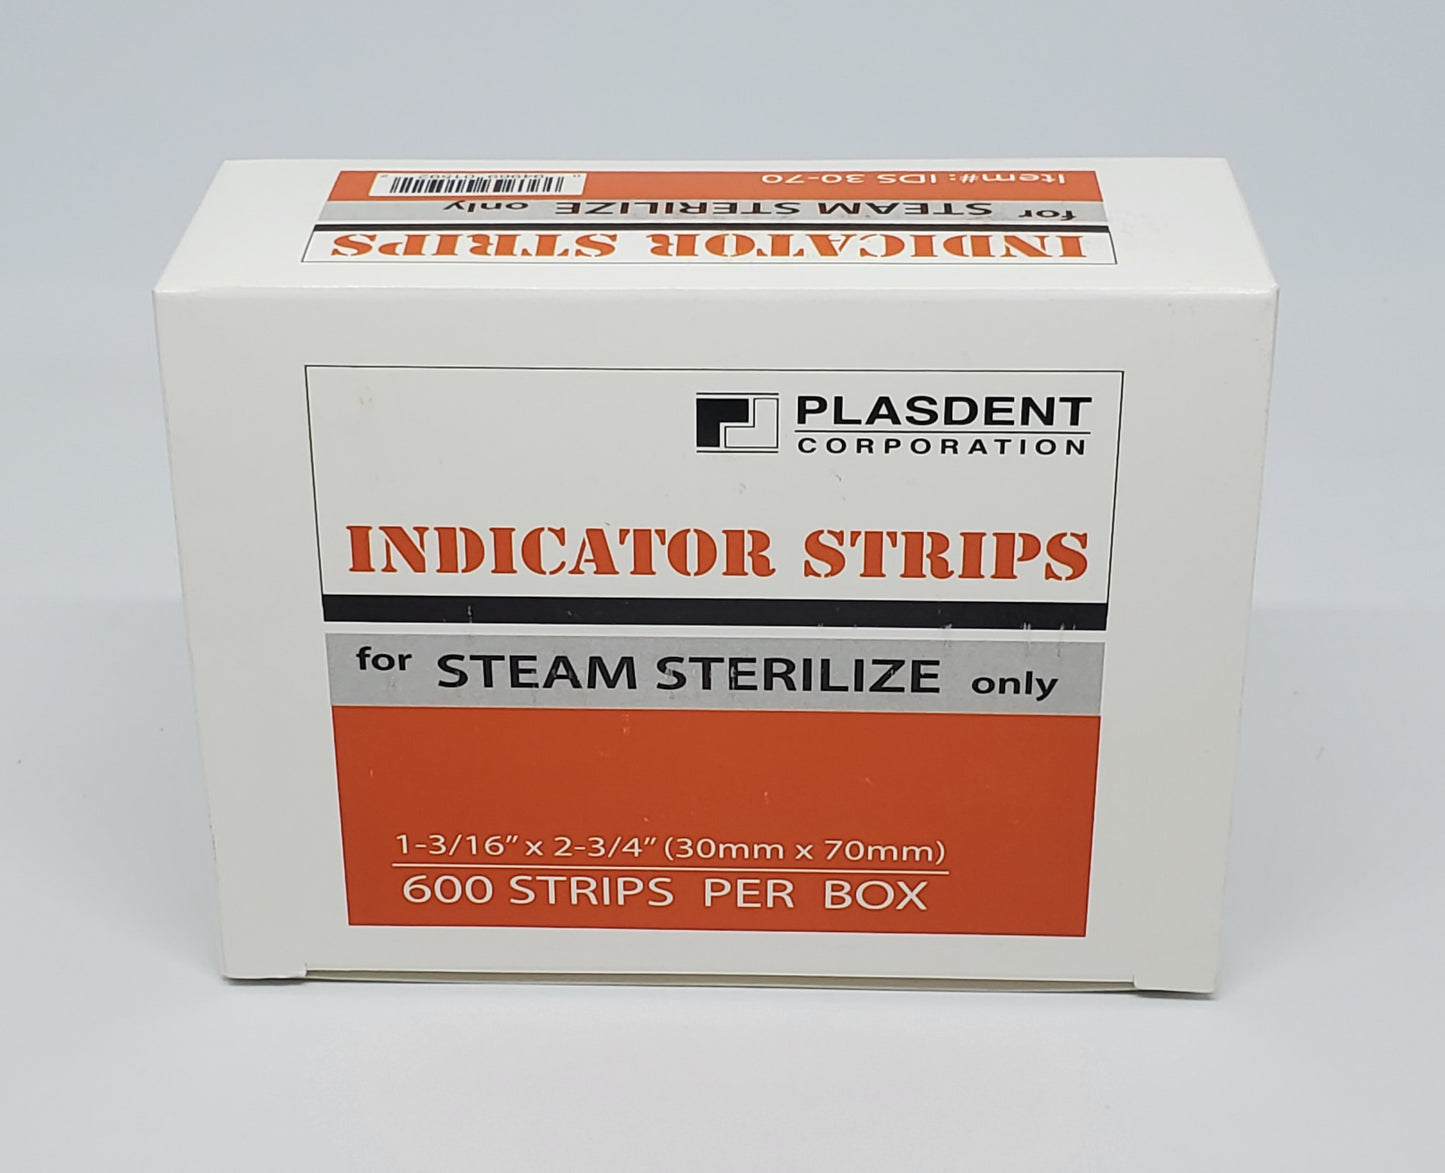 Item#: IDS 30-70
for STEAM STERILIZE only
INDICATOR STRIPS
PLASDENT
CORPORATION
INDICATOR STRIPS
for STEAM STERILIZE only
1-3/16” x 2-3/4” (30mm x 70mm)
600 STRIPS PER BOX